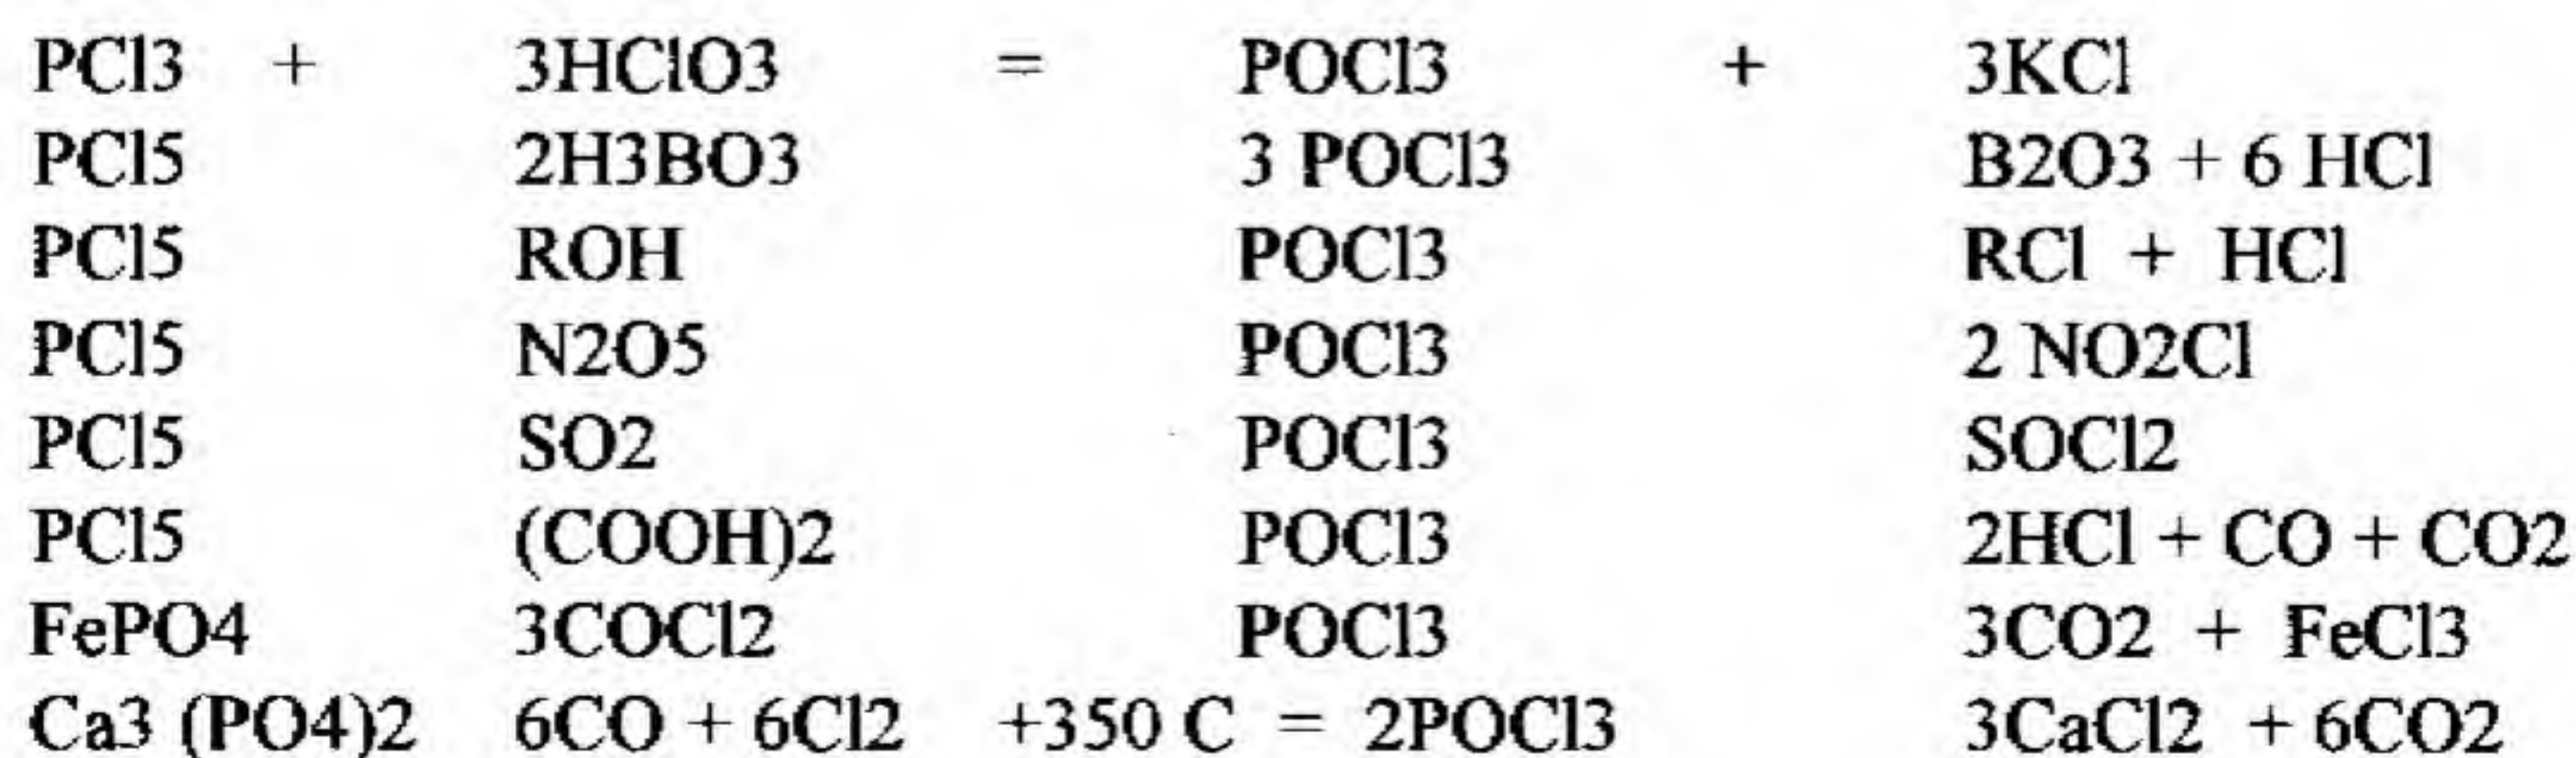 PCl3 + 3HClO3 = POCl3 + 3KCl
PCl5 2H3BO3 3 POCl3 B2O3 + 6 HCl
PCl5 ROH POCl3 RCl + HCl
PCl5 N2O5 POCl3 2 NO2Cl
PCl5 SO2 POCl3 SOCl2
PCl5 (COOH)2 POCl3 2HCl + CO + CO2
FePO4 3COCl2 POCl3 3CO2 + FeCl3
Ca3 (PO4)2 6CO + 6Cl2 +350 C = 2POCl3 3CaCl2 + 6CO2